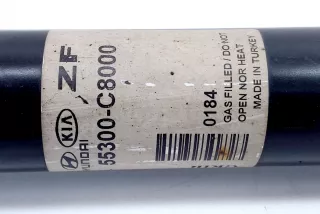 ZF
KIA
HYUNDAI
55300-C8000
0184
GAS FILLED / DO NOT
OPEN NOR HEAT
MADE IN TURKEY